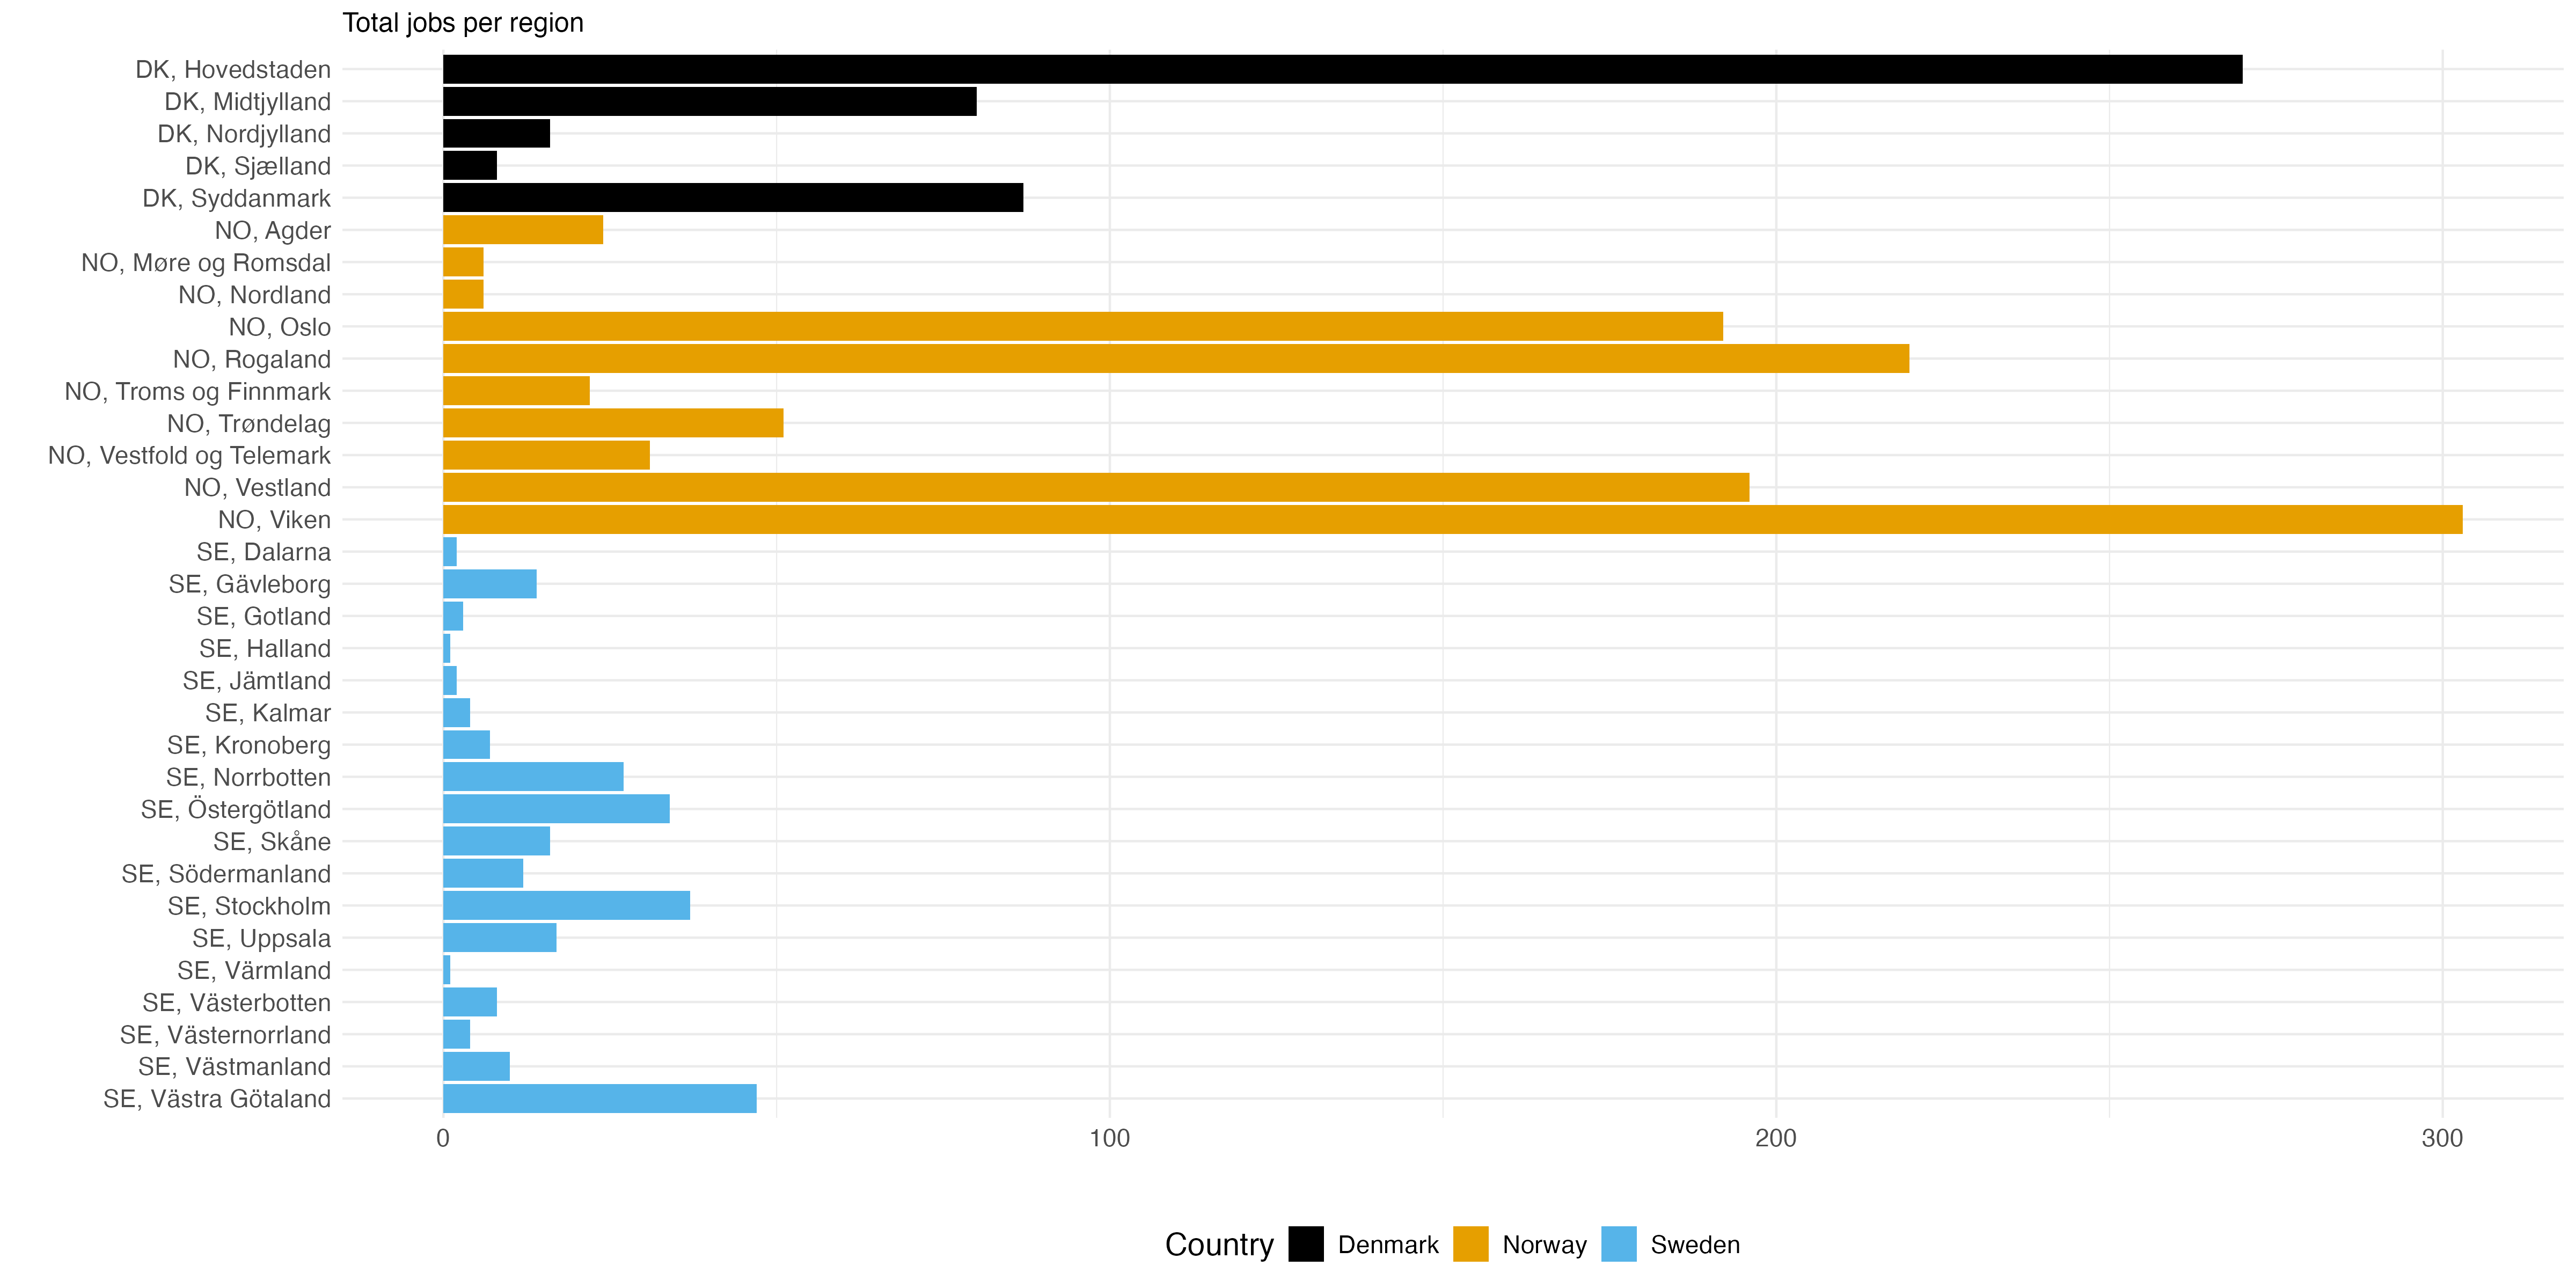 Total jobs per region
DK, Hovedstaden
DK, Midtjylland
DK, Nordjylland
DK, Sjælland
DK, Syddanmark
NO, Agder
NO, Møre og Romsdal
NO, Nordland
NO, Oslo
NO, Rogaland
NO, Troms og Finnmark
NO, Trøndelag
NO, Vestfold og Telemark
NO, Vestland
NO, Viken
SE, Dalarna
SE, Gävleborg
SE, Gotland
SE, Halland
SE, Jämtland
SE, Kalmar
SE, Kronoberg
SE, Norrbotten
SE, Östergötland
SE, Skåne
SE, Södermanland
SE, Stockholm
SE, Uppsala
SE, Värmland
SE, Västerbotten
SE, Västernorrland
SE, Västmanland
SE, Västra Götaland
0 100 200 300
Country Denmark Norway Sweden